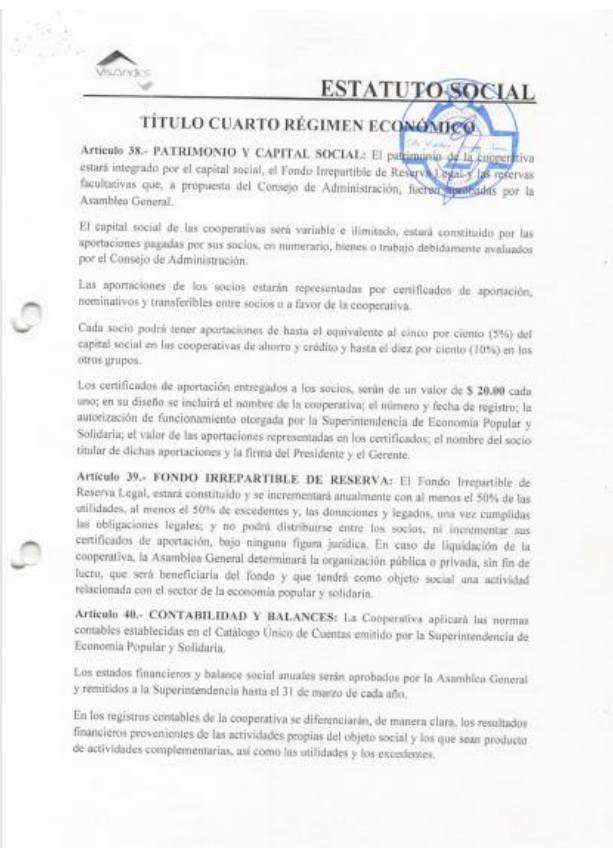 VisAndes
ESTATUTO SOCIAL
TÍTULO CUARTO RÉGIMEN ECONÓMICO
Artículo 38.- PATRIMONIO Y CAPITAL SOCIAL: El patrimonio de la cooperativa
estará integrado por el capital social, el Fondo Irrepartible de Reserva Legal y las reservas
facultativas que, a propuesta del Consejo de Administración, fueron aprobadas por la
Asamblea General.
El capital social de las cooperativas será variable e ilimitado, estará constituido por las
aportaciones pagadas por sus socios, en numerario, bienes o trabajo debidamente avaluados
por el Consejo de Administración.
Las aportaciones de los socios estarán representadas por certificados de aportación,
nominativos y transferibles entre socios o a favor de la cooperativa.
Cada socio podrá tener aportaciones de hasta el equivalente al cinco por ciento (5%) del
capital social en las cooperativas de ahorro y crédito y hasta el diez por ciento (10%) en los
otros grupos.
Los certificados de aportación entregados a los socios, serán de un valor de $ 20.00 cada
uno; en su diseño se incluirá el nombre de la cooperativa; el número y fecha de registro; la
autorización de funcionamiento otorgada por la Superintendencia de Economía Popular y
Solidaria; el valor de las aportaciones representadas en los certificados; el nombre del socio
titular de dichas aportaciones y la firma del Presidente y el Gerente.
Artículo 39.- FONDO IRREPARTIBLE DE RESERVA: El Fondo Irrepartible de
Reserva Legal, estará constituido y se incrementará anualmente con al menos el 50% de las
utilidades, al menos el 50% de excedentes y, las donaciones y legados, una vez cumplidas
las obligaciones legales; y no podrá distribuirse entre los socios, ni incrementar sus
certificados de aportación, bajo ninguna figura jurídica. En caso de liquidación de la
cooperativa, la Asamblea General determinará la organización pública o privada, sin fin de
lucro, que será beneficiaria del fondo y que tendrá como objeto social una actividad
relacionada con el sector de la economía popular y solidaria.
Artículo 40.- CONTABILIDAD Y BALANCES: La Cooperativa aplicará las normas
contables establecidas en el Catálogo Único de Cuentas emitido por la Superintendencia de
Economía Popular y Solidaria.
Los estados financieros y balance social anuales serán aprobados por la Asamblea General
y remitidos a la Superintendencia hasta el 31 de marzo de cada año.
En los registros contables de la cooperativa se diferenciarán, de manera clara, los resultados
financieros provenientes de las actividades propias del objeto social y los que sean producto
de actividades complementarias, así como las utilidades y los excedentes.